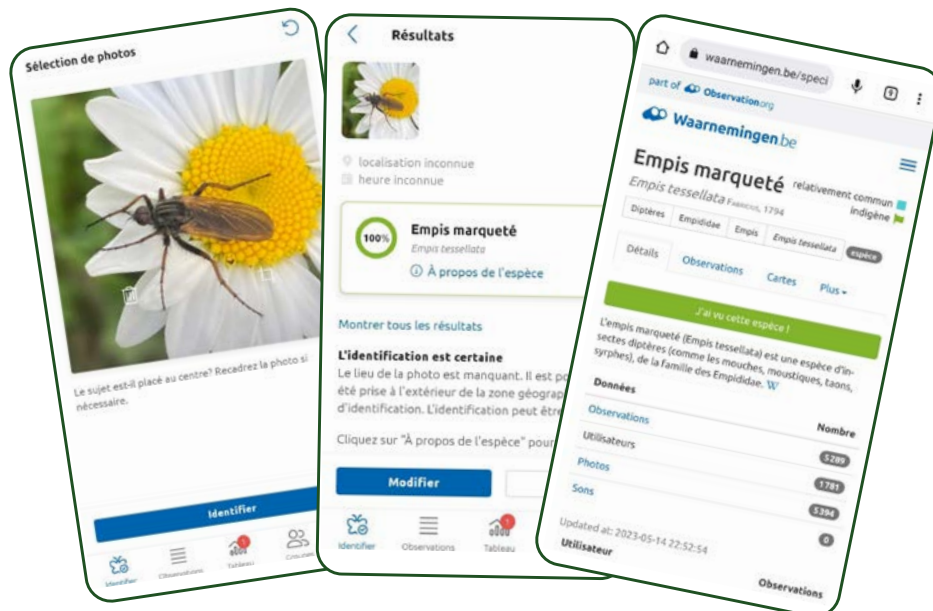 Sélection de photos
Le sujet est-il placé au centre? Recadrez la photo si
nécessaire.
Identifier
Identifier
Observations
Tableau
Résultats
localisation inconnue
heure inconnue
100%
Empis marqueté
Empis tessellata
À propos de l'espèce
Montrer tous les résultats
L'identification est certaine
Le lieu de la photo est manquant. Il est
été prise à l'extérieur de la zone
d'identification. L'identification peut
Cliquez sur "À propos de l'espèce" pour
Modifier
Identifier
Observations
Tableau
waarnemingen.be/speci
part of Observation.org
Waarnemingen.be
Empis marqueté
relativement commun
Empis tessellata Fabricius, 1794
indigène
Diptères
Empididae
Empis
Empis tessellata
espèce
Détails
Observations
Cartes
Plus
J'ai vu cette espèce !
L'empis marqueté (Empis tessellata) est une espèce d'in-
sectes diptères (comme les mouches, moustiques, taons,
syrphes), de la famille des Empididae. W
Données
Nombre
Observations
5289
Utilisateurs
1781
Photos
5394
Sons
0
Updated at: 2023-05-14 22:52:54
Utilisateur
Observations